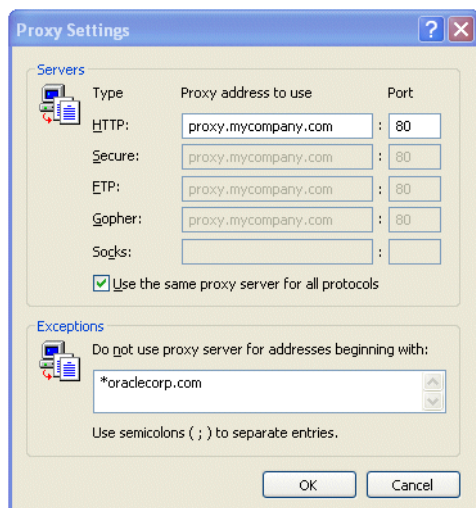 Proxy Settings
Servers
Type Proxy address to use Port
HTTP: proxy.mycompany.com : 80
Secure: proxy.mycompany.com : 80
FTP: proxy.mycompany.com : 80
Gopher: proxy.mycompany.com : 80
Socks: :
Use the same proxy server for all protocols
Exceptions
Do not use proxy server for addresses beginning with:
*oraclecorp.com
Use semicolons ( ; ) to separate entries.
OK Cancel